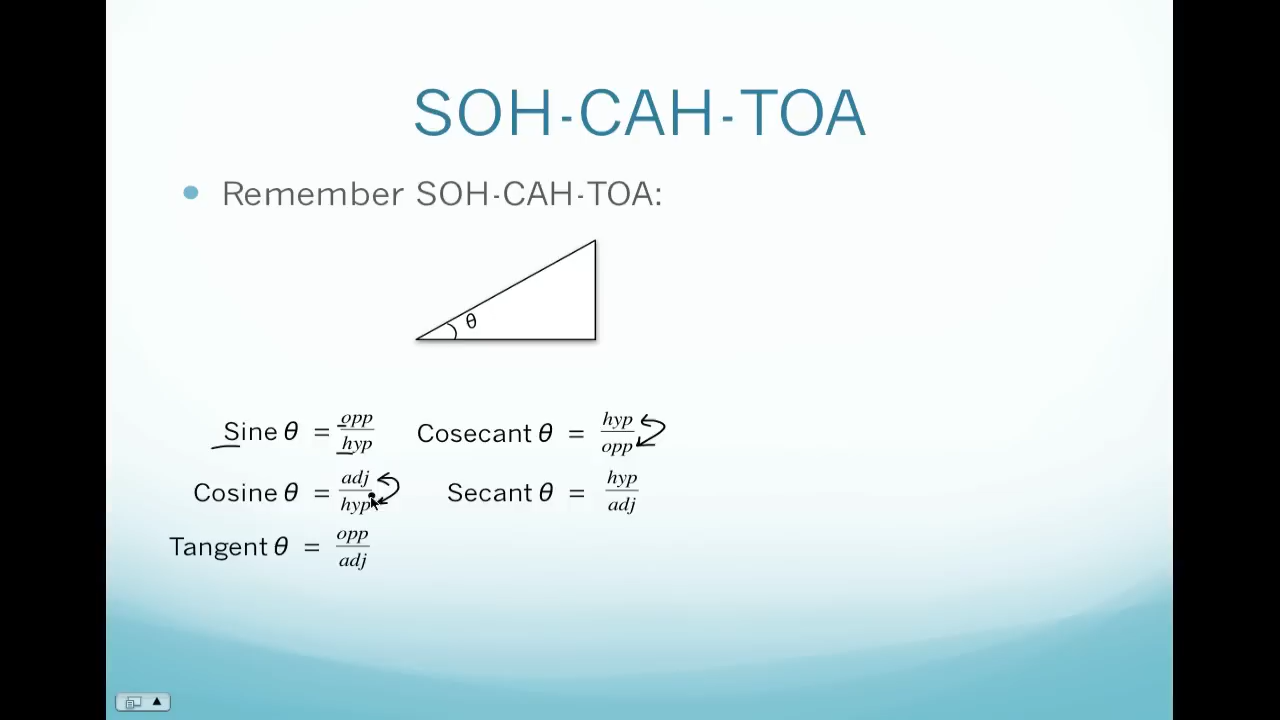 SOH-CAH-TOA
• Remember SOH-CAH-TOA:
θ
Sine θ = opp/hyp Cosecant θ = hyp/opp
Cosine θ = adj/hyp Secant θ = hyp/adj
Tangent θ = opp/adj